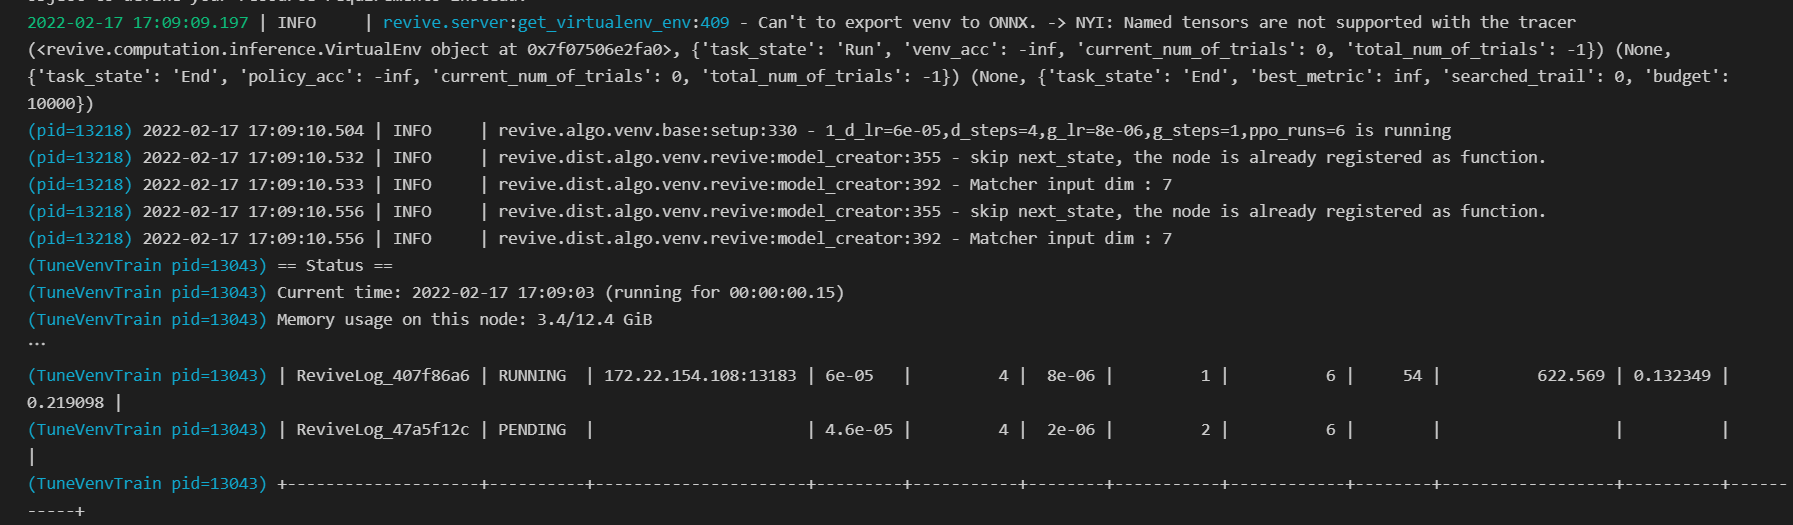 2022-02-17 17:09:09.197 | INFO     | revive.server:get_virtualenv_env:409 - Can't to export venv to ONNX. -> NYI: Named tensors are not supported with the tracer
(<revive.computation.inference.VirtualEnv object at 0x7f07506e2fa0>, {'task_state': 'Run', 'venv_acc': -inf, 'current_num_of_trials': 0, 'total_num_of_trials': -1}) (None,
{'task_state': 'End', 'policy_acc': -inf, 'current_num_of_trials': 0, 'total_num_of_trials': -1}) (None, {'task_state': 'End', 'best_metric': inf, 'searched_trail': 0, 'budget':
10000})
(pid=13218) 2022-02-17 17:09:10.504 | INFO     | revive.algo.venv.base:setup:330 - 1_d_lr=6e-05,d_steps=4,g_lr=8e-06,g_steps=1,ppo_runs=6 is running
(pid=13218) 2022-02-17 17:09:10.532 | INFO     | revive.dist.algo.venv.revive:model_creator:355 - skip next_state, the node is already registered as function.
(pid=13218) 2022-02-17 17:09:10.533 | INFO     | revive.dist.algo.venv.revive:model_creator:392 - Matcher input dim : 7
(pid=13218) 2022-02-17 17:09:10.556 | INFO     | revive.dist.algo.venv.revive:model_creator:355 - skip next_state, the node is already registered as function.
(pid=13218) 2022-02-17 17:09:10.556 | INFO     | revive.dist.algo.venv.revive:model_creator:392 - Matcher input dim : 7
(TuneVenvTrain pid=13043) == Status ==
(TuneVenvTrain pid=13043) Current time: 2022-02-17 17:09:03 (running for 00:00:00.15)
(TuneVenvTrain pid=13043) Memory usage on this node: 3.4/12.4 GiB
...
(TuneVenvTrain pid=13043) | ReviveLog_407f86a6 | RUNNING  | 172.22.154.108:13183 | 6e-05   |         4 |  8e-06 |         1 |           6 |     54 |          622.569 | 0.132349 |
0.219098 |
(TuneVenvTrain pid=13043) | ReviveLog_47a5f12c | PENDING  |                      | 4.6e-05 |         4 |  2e-06 |         2 |           6 |        |                  |          |
|
(TuneVenvTrain pid=13043) +--------------------+----------+----------------------+---------+-----------+--------+-----------+-------------+--------+------------------+----------+------
-----+